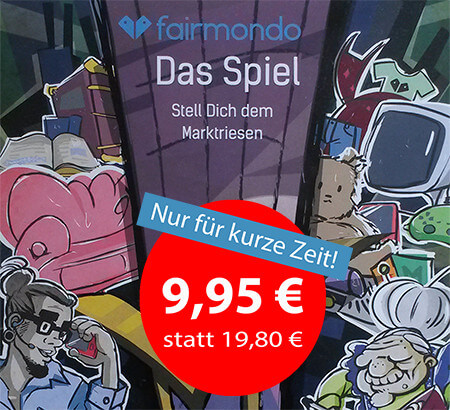 fairmondo
Das Spiel
Stell Dich dem
Marktriesen
Nur für kurze Zeit!
9,95 €
statt 19,80 €